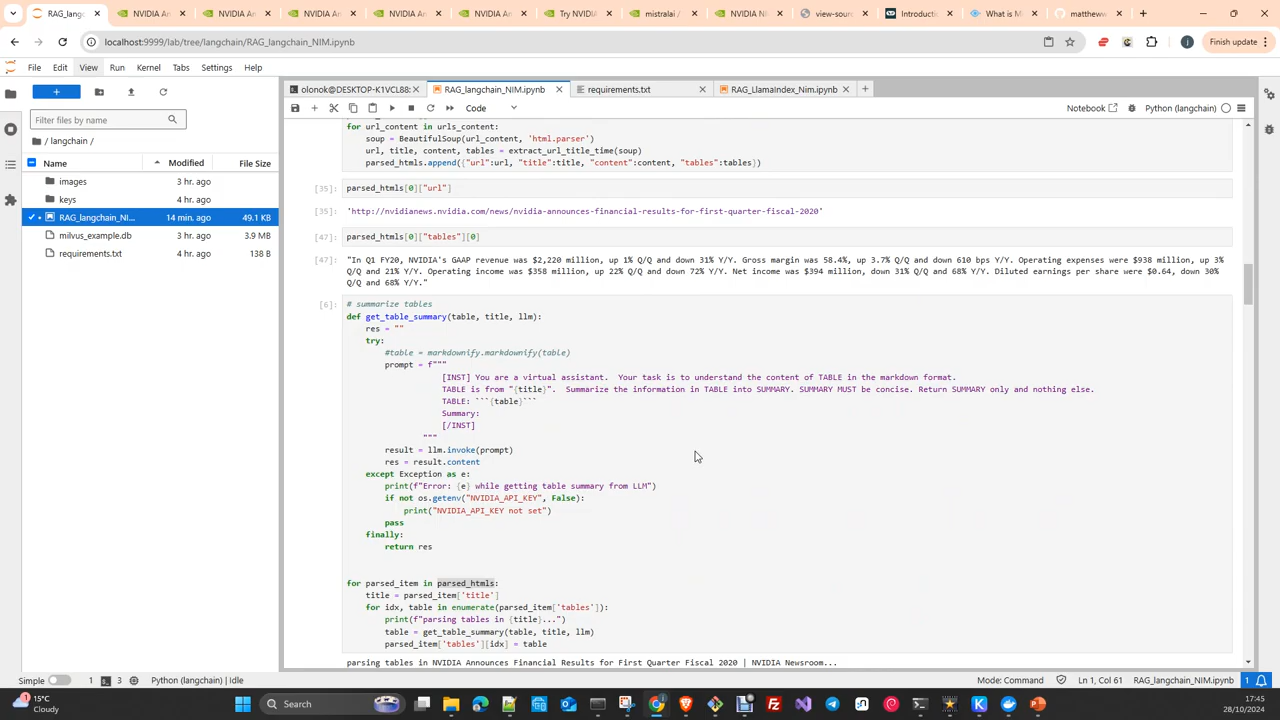 RAG_langc
NVIDIA An
NVIDIA An
NVIDIA An
NVIDIA An
NVIDIA An
Try NVIDIA
mistralai /
NVIDIA NI
view-sourc
Introductic
What is M
matthewv
localhost:9999/lab/tree/langchain/RAG_langchain_NIM.ipynb
Finish update
File Edit View Run Kernel Tabs Settings Help
olonok@DESKTOP-K1VCL88:
RAG_langchain_NIM.ipynb
requirements.txt
RAG_LlamaIndex_Nim.ipynb
Code
Notebook
Python (langchain)
Filter files by name
/ langchain /
Name Modified File Size
images 3 hr. ago
keys 3 hr. ago
RAG_langchain_NI... 14 min. ago 49.1 KB
milvus_example.db 3 hr. ago 3.9 MB
requirements.txt 4 hr. ago 138 B
for url_content in urls_content:
soup = BeautifulSoup(url_content, 'html.parser')
url, title, content, tables = extract_url_title_time(soup)
parsed_htmls.append({"url":url, "title":title, "content":content, "tables":tables})
[35]: parsed_htmls[0]["url"]
[35]: 'http://nvidianews.nvidia.com/news/nvidia-announces-financial-results-for-first-quarter-fiscal-2020'
[47]: parsed_htmls[0]["tables"][0]
[47]: "In Q1 FY20, NVIDIA's GAAP revenue was $2,220 million, up 1% Q/Q and down 31% Y/Y. Gross margin was 58.4%, up 3.7% Q/Q and down 610 bps Y/Y. Operating expenses were $938 million, up 3%
Q/Q and 21% Y/Y. Operating income was $358 million, up 22% Q/Q and down 72% Y/Y. Net income was $394 million, down 31% Q/Q and 68% Y/Y. Diluted earnings per share were $0.64, down 30%
Q/Q and 68% Y/Y."
[6]: # summarize tables
def get_table_summary(table, title, llm):
res = ""
try:
#table = markdownify.markdownify(table)
prompt = f"""
[INST] You are a virtual assistant.  Your task is to understand the content of TABLE in the markdown format.
TABLE is from "{title}".  Summarize the information in TABLE into SUMMARY. SUMMARY MUST be concise. Return SUMMARY only and nothing else.
TABLE: ```{table}```
Summary:
[/INST]
"""
result = llm.invoke(prompt)
res = result.content
except Exception as e:
print(f"Error: {e} while getting table summary from LLM")
if not os.getenv("NVIDIA_API_KEY", False):
print("NVIDIA_API_KEY not set")
pass
finally:
return res
for parsed_item in parsed_htmls:
title = parsed_item['title']
for idx, table in enumerate(parsed_item['tables']):
print(f"parsing tables in {title}...")
table = get_table_summary(table, title, llm)
parsed_item['tables'][idx] = table
parsing tables in NVIDIA Announces Financial Results for First Quarter Fiscal 2020 | NVIDIA Newsroom...
Simple 1 3 Python (langchain) | Idle Mode: Command Ln 1, Col 61 RAG_langchain_NIM.ipynb 1
15°C
Cloudy
Search
17:45
28/10/2024